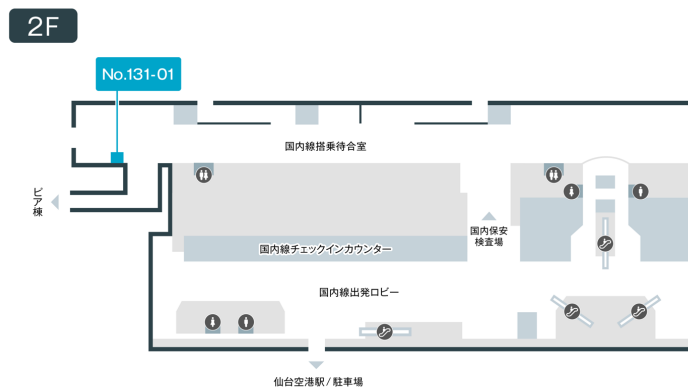 2F
No.131-01
国内線搭乗待合室
ピア棟
国内保安
検査場
国内線チェックインカウンター
国内線出発ロビー
仙台空港駅/駐車場